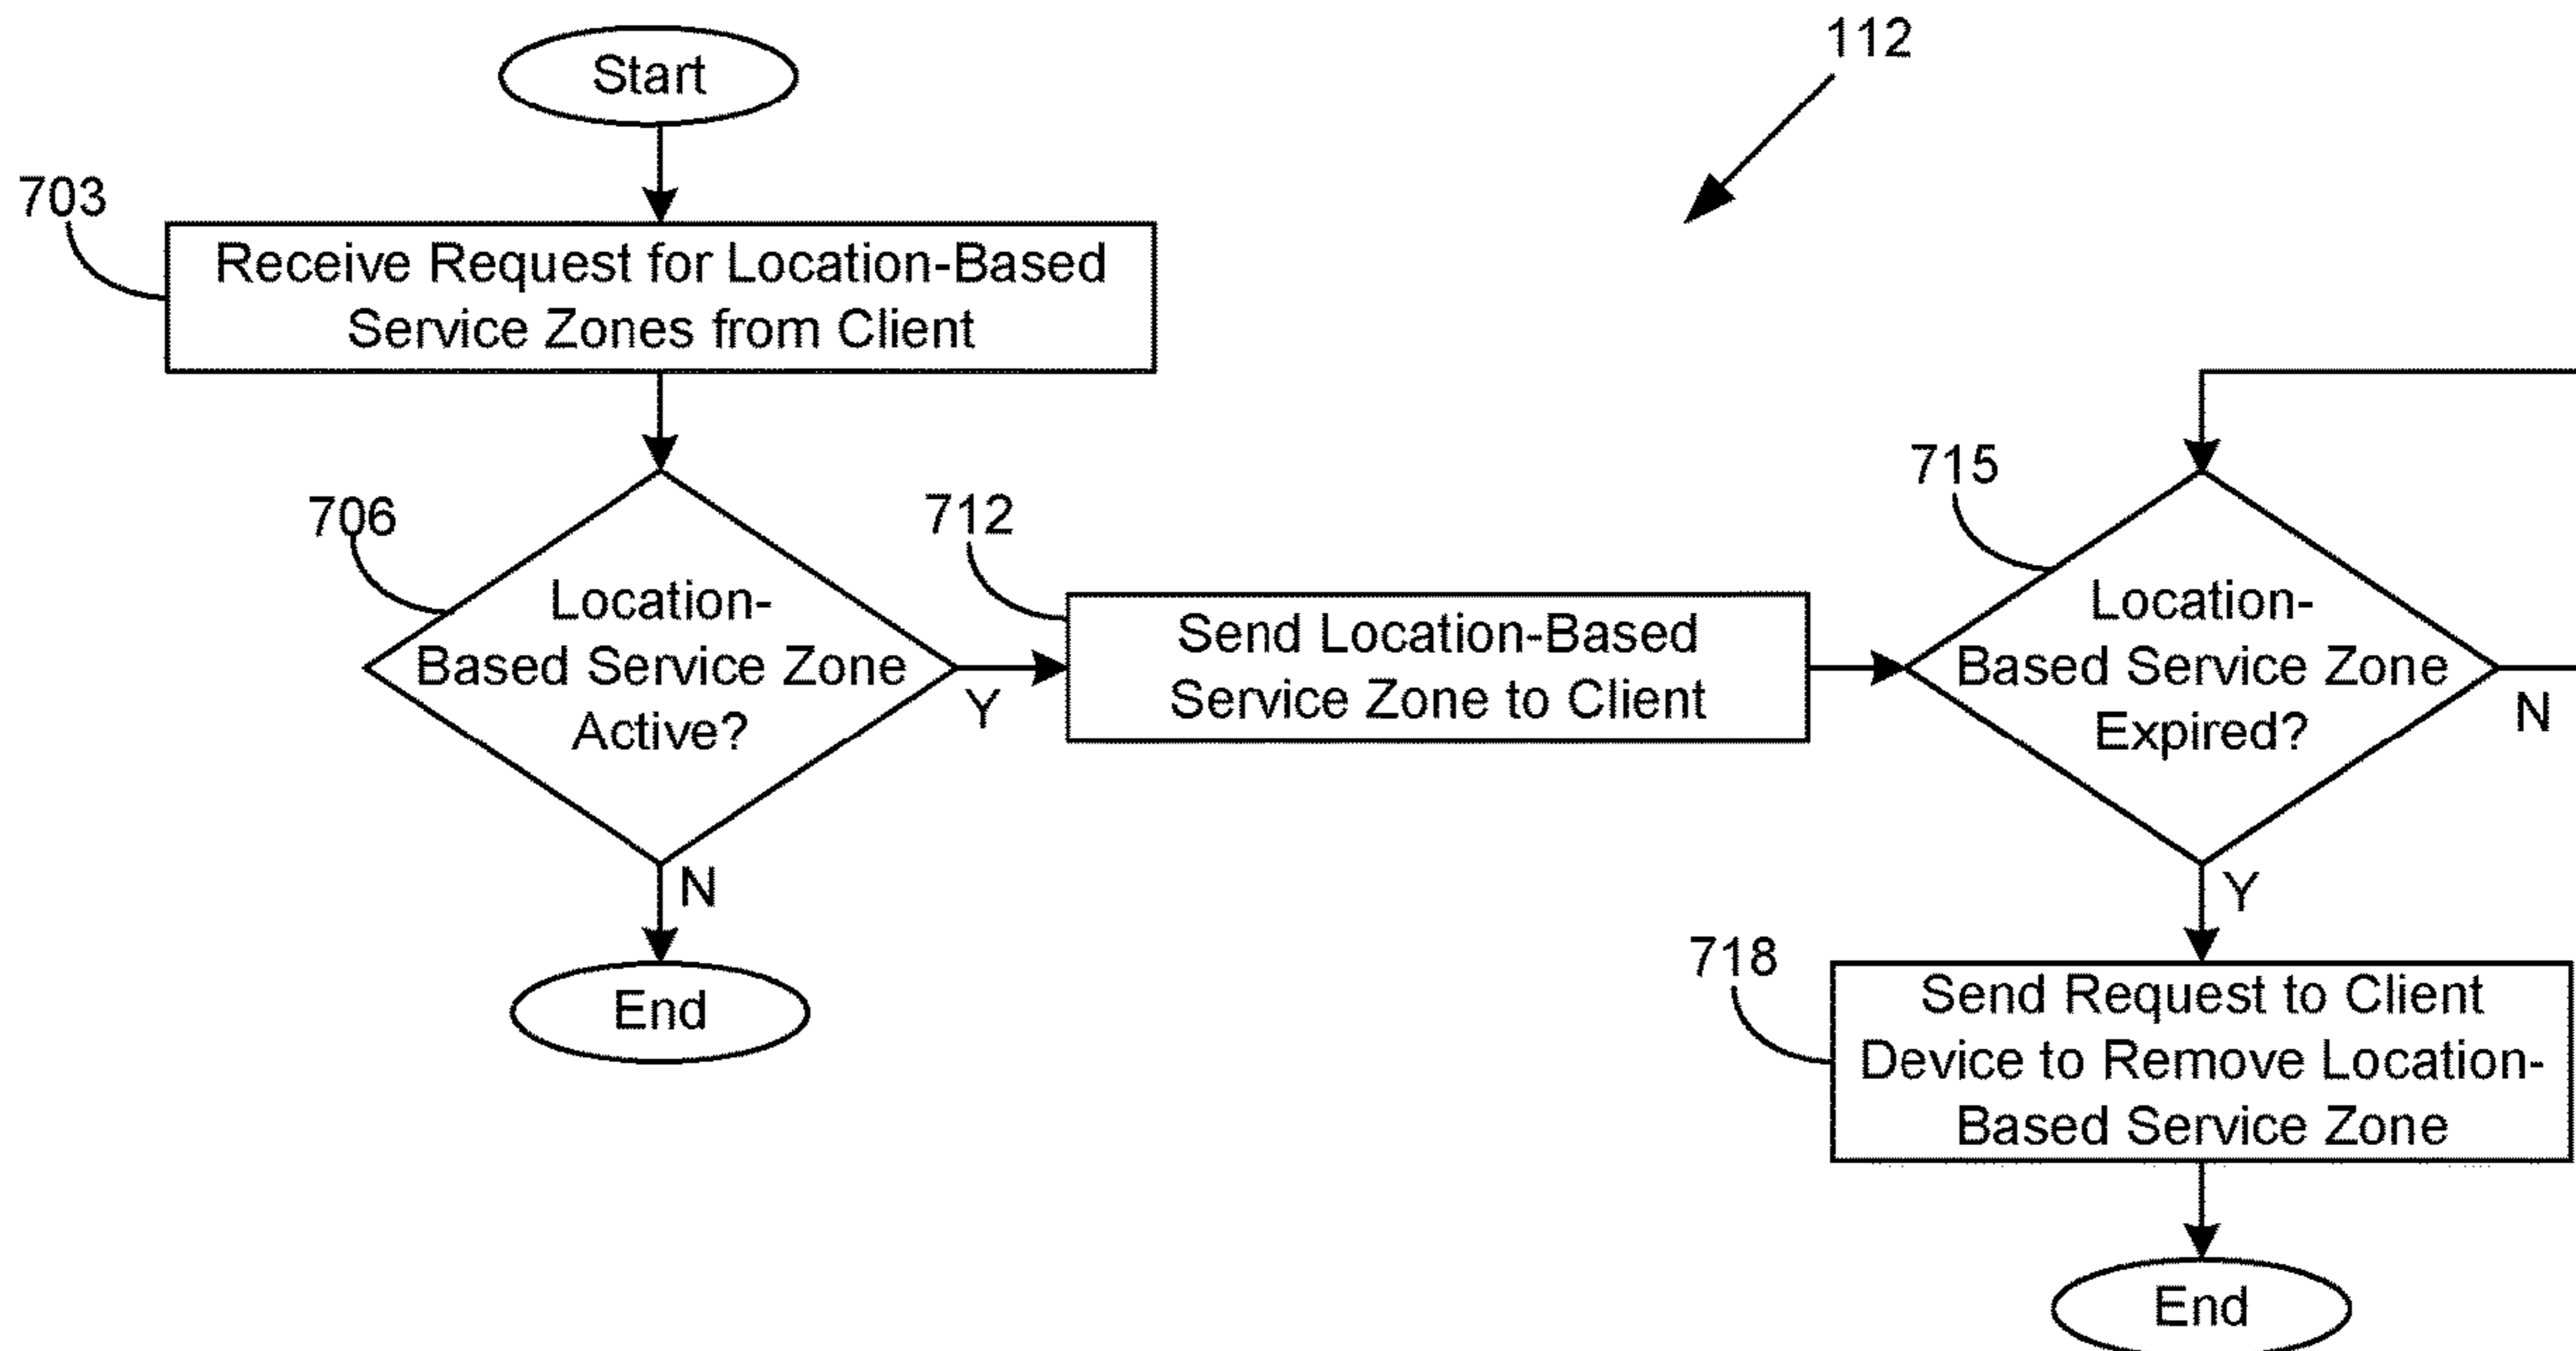 Start
112
703
Receive Request for Location-Based
Service Zones from Client
706
Location-
Based Service Zone
Active?
Y
N
End
712
Send Location-Based
Service Zone to Client
715
Location-
Based Service Zone
Expired?
N
Y
718
Send Request to Client
Device to Remove Location-
Based Service Zone
End